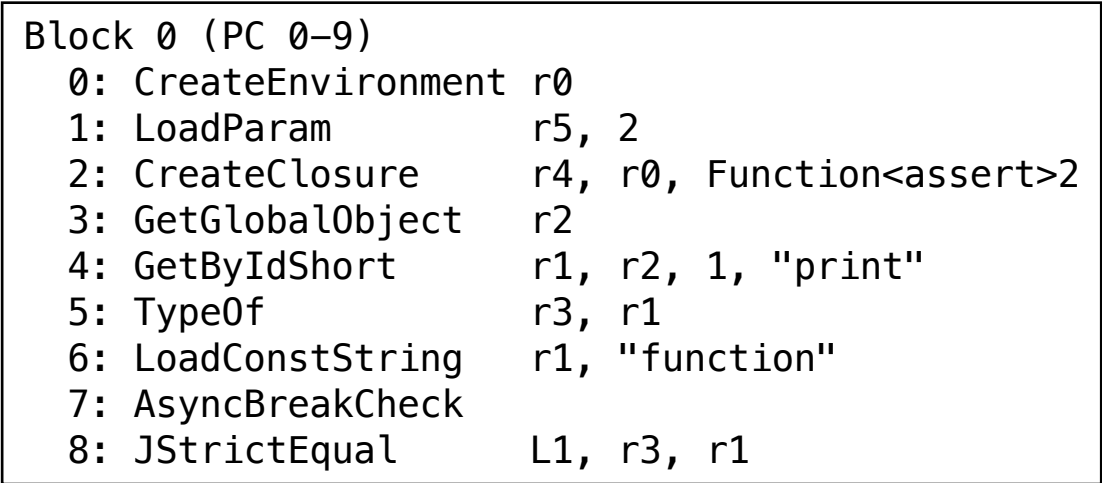 Block 0 (PC 0–9)
0: CreateEnvironment r0
1: LoadParam r5, 2
2: CreateClosure r4, r0, Function<assert>2
3: GetGlobalObject r2
4: GetByIdShort r1, r2, 1, "print"
5: TypeOf r3, r1
6: LoadConstString r1, "function"
7: AsyncBreakCheck
8: JStrictEqual L1, r3, r1